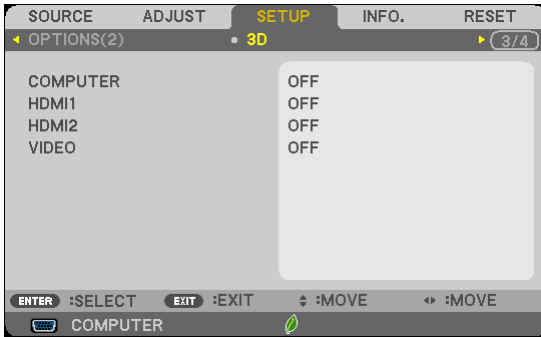 SOURCE ADJUST SETUP INFO. RESET
OPTIONS(2) • 3D 3/4
COMPUTER OFF
HDMI1 OFF
HDMI2 OFF
VIDEO OFF
ENTER :SELECT EXIT :EXIT :MOVE :MOVE
COMPUTER